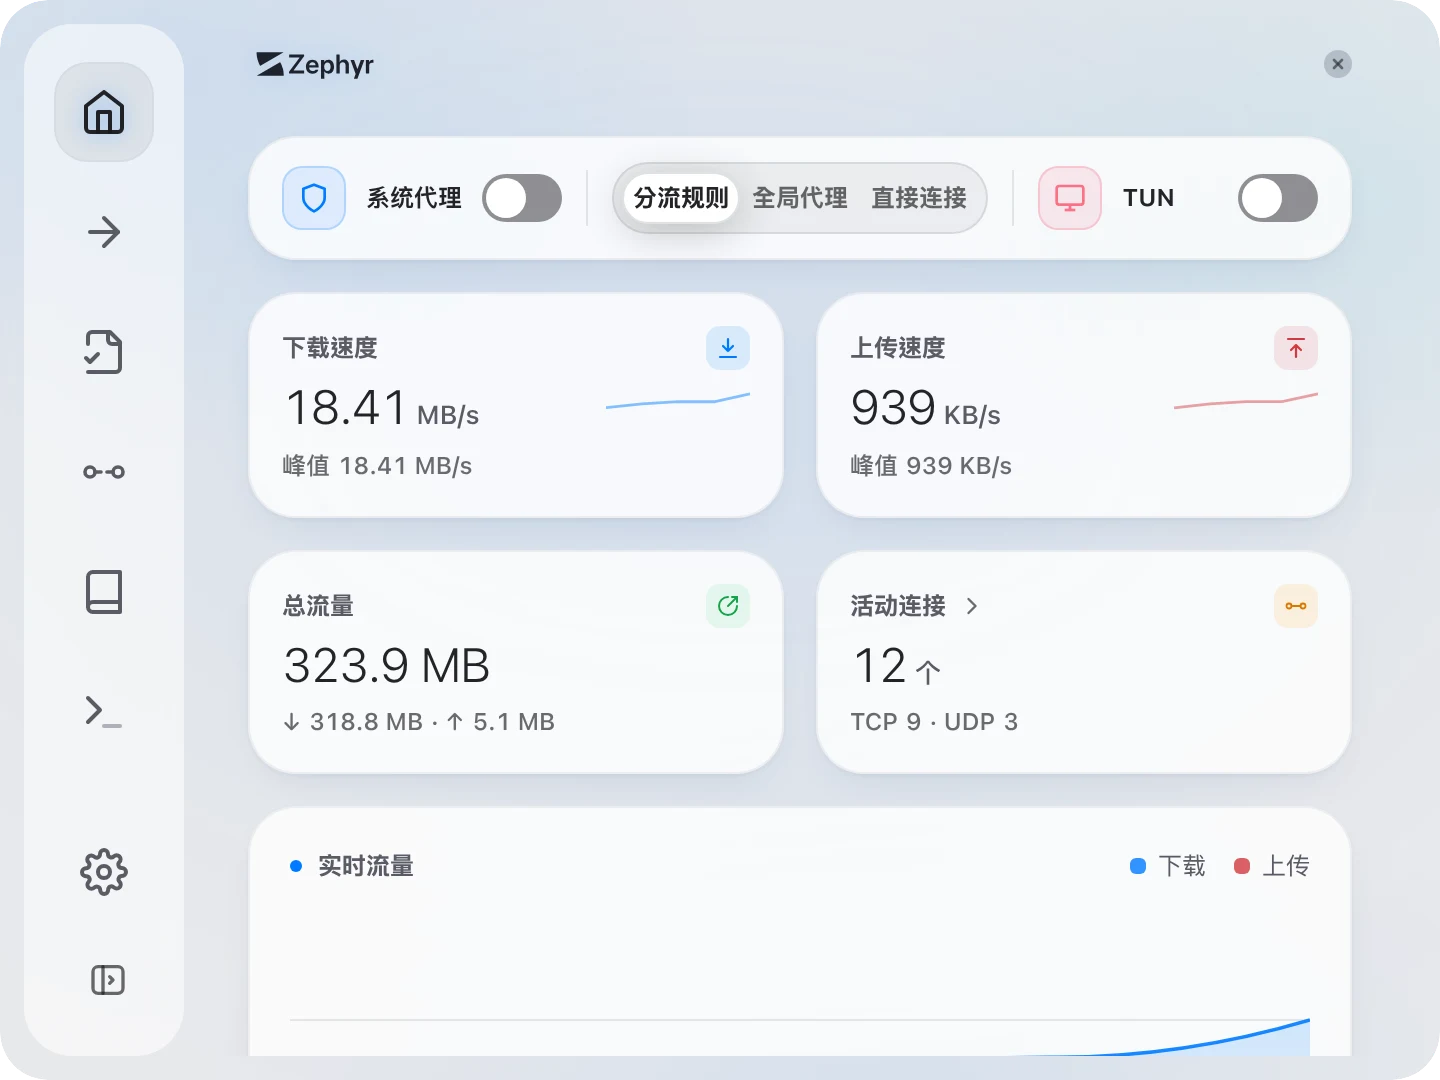 Zephyr
系统代理
分流规则 全局代理 直接连接
TUN
下载速度
18.41 MB/s
峰值 18.41 MB/s
上传速度
939 KB/s
峰值 939 KB/s
总流量
323.9 MB
↓ 318.8 MB · ↑ 5.1 MB
活动连接
12 个
TCP 9 · UDP 3
实时流量
下载 上传